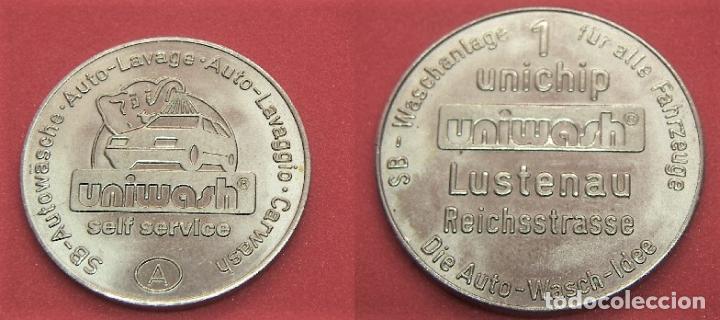 SB-Autowäsche·Auto-Lavage·Auto-Lavaggio·Carwash
uniwash®
self service
A
SB-Waschanlage 1 für alle Fahrzeuge
unichip
uniwash®
Lustenau
Reichsstrasse
Die Auto-Wasch-Idee
todocoleccion.net